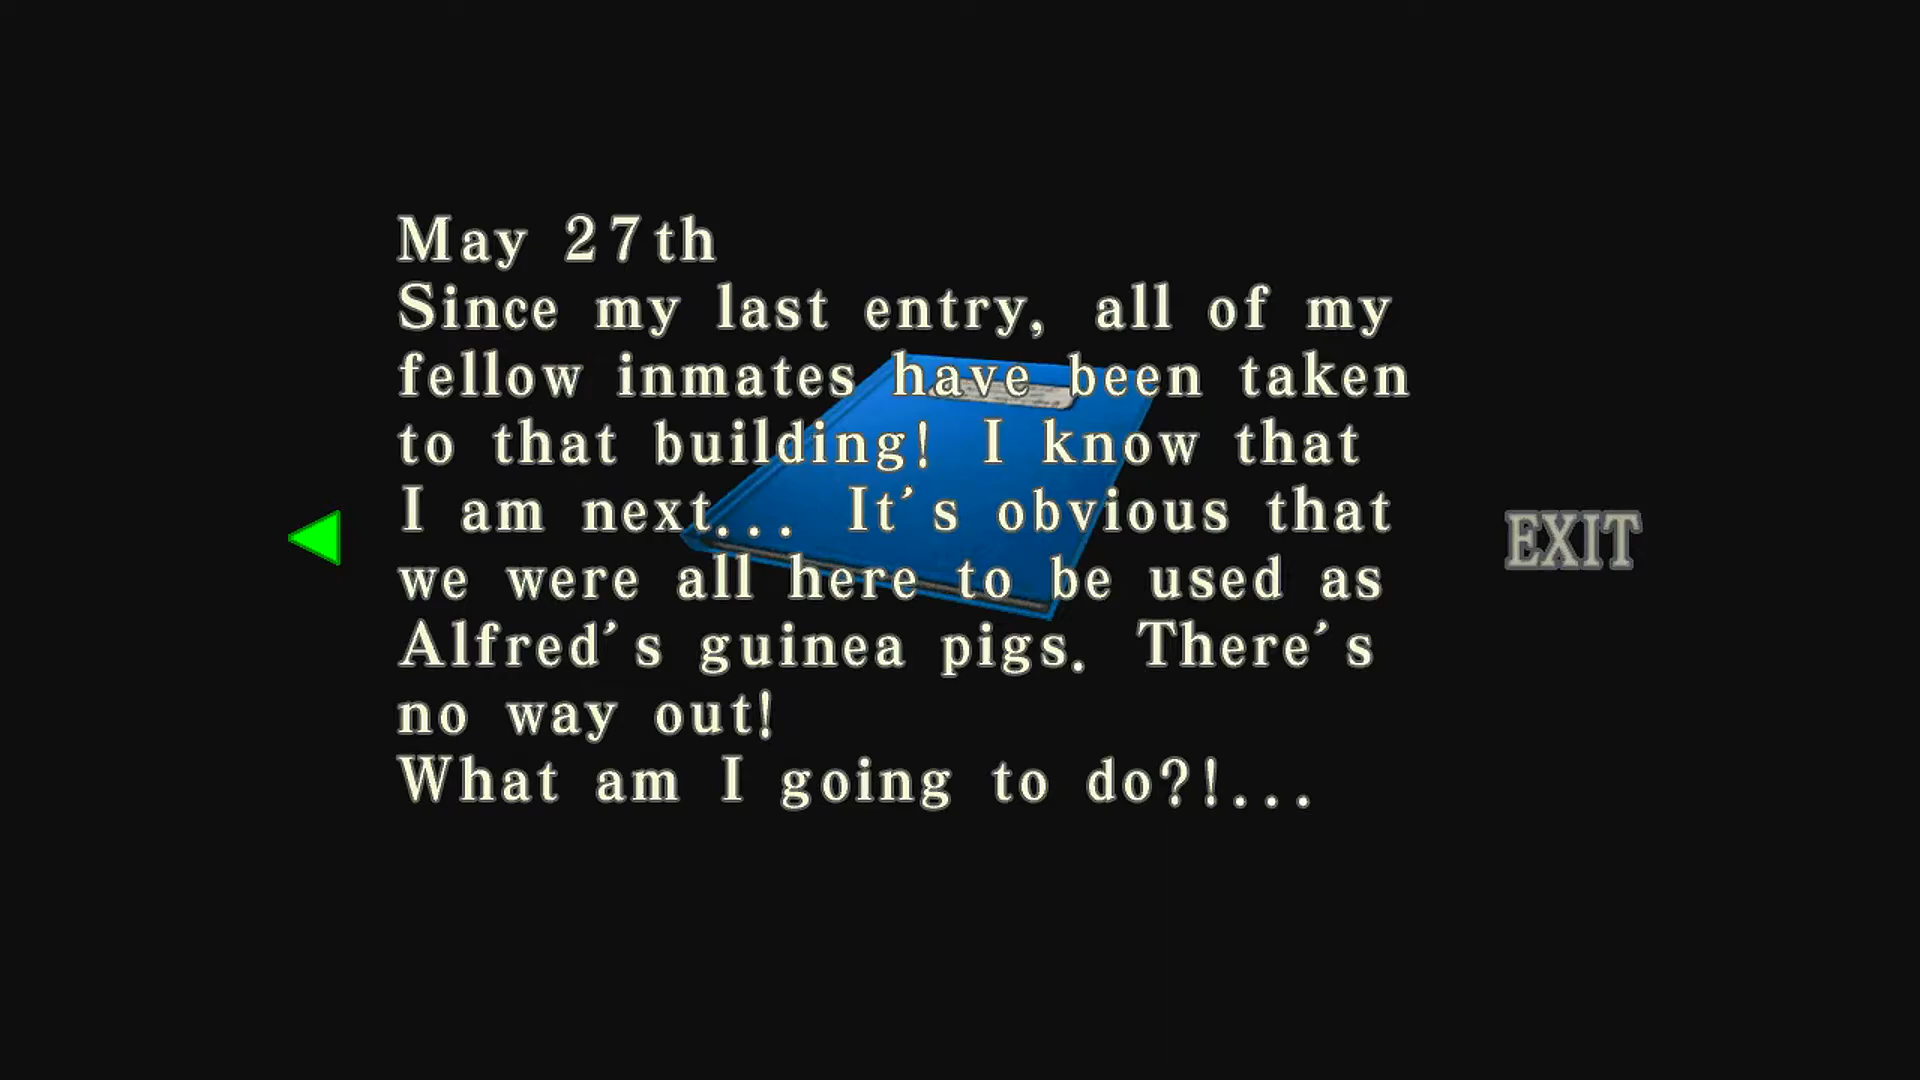 May 27th
Since my last entry, all of my
fellow inmates have been taken
to that building! I know that
I am next... It's obvious that
we were all here to be used as
Alfred's guinea pigs. There's
no way out!
What am I going to do?!...
EXIT